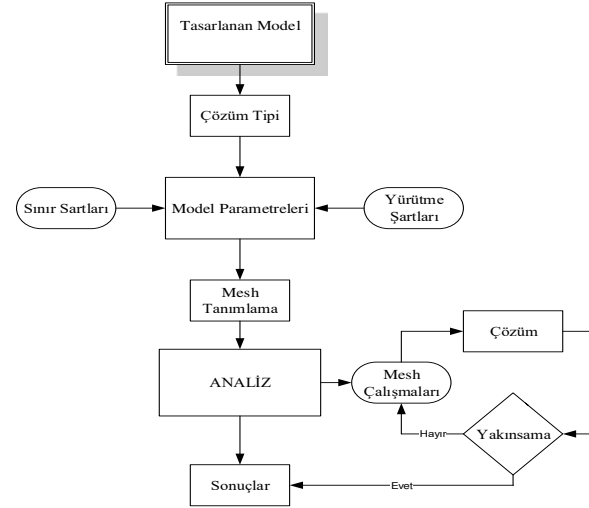 Tasarlanan Model
Çözüm Tipi
Sınır Sartları
Model Parametreleri
Yürütme
Şartları
Mesh
Tanımlama
Çözüm
ANALİZ
Mesh
Çalışmaları
Hayır
Yakınsama
Sonuçlar
Evet